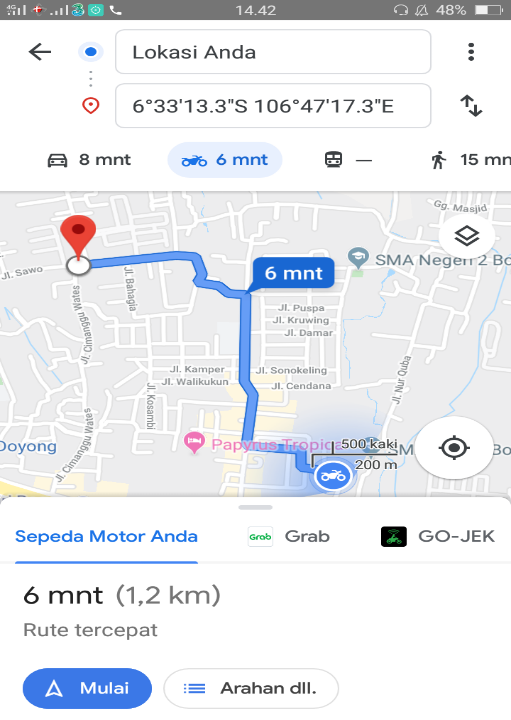 4G
14.42
48%
Lokasi Anda
6°33'13.3"S 106°47'17.3"E
8 mnt
6 mnt
—
15 mn
Gg. Masjid
SMA Negeri 2 Bo
6 mnt
Jl. Sawo
Jl. Bahagia
Jl. Cimanggu Wates
Jl. Puspa
Jl. Kruwing
Jl. Damar
Jl. Kamper
Jl. Walikukun
Jl. Sonokeling
Jl. Cendana
Jl. Nur Quba
Jl. Kosambi
Jl. Cimanggu Wates
Doyong
Papyrus Tropica
500 kaki
200 m
Sepeda Motor Anda
Grab
Grab
GO-JEK
6 mnt (1,2 km)
Rute tercepat
Mulai
Arahan dll.